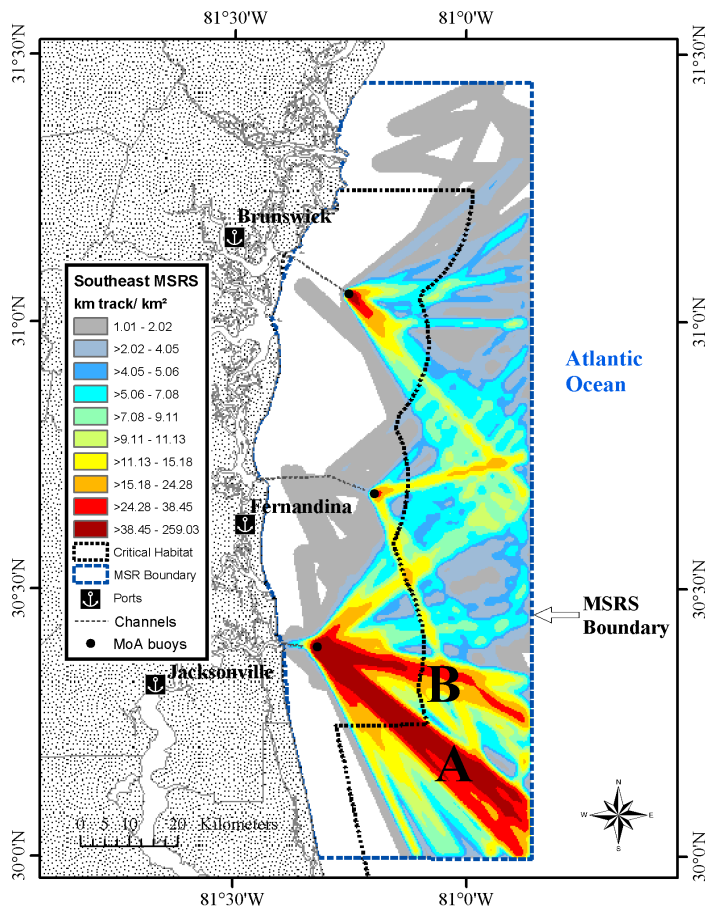 81°30'W
81°0'W
31°30'N
31°30'N
Brunswick
Southeast MSRS
km track/ km²
1.01 - 2.02
>2.02 - 4.05
>4.05 - 5.06
>5.06 - 7.08
>7.08 - 9.11
>9.11 - 11.13
>11.13 - 15.18
>15.18 - 24.28
>24.28 - 38.45
>38.45 - 259.03
Critical Habitat
MSR Boundary
Ports
Channels
MoA buoys
31°0'N
31°0'N
Atlantic
Ocean
Fernandina
30°30'N
30°30'N
MSRS
Boundary
Jacksonville
B
A
N
W
E
S
0 5 10 20 Kilometers
30°0'N
30°0'N
81°30'W
81°0'W